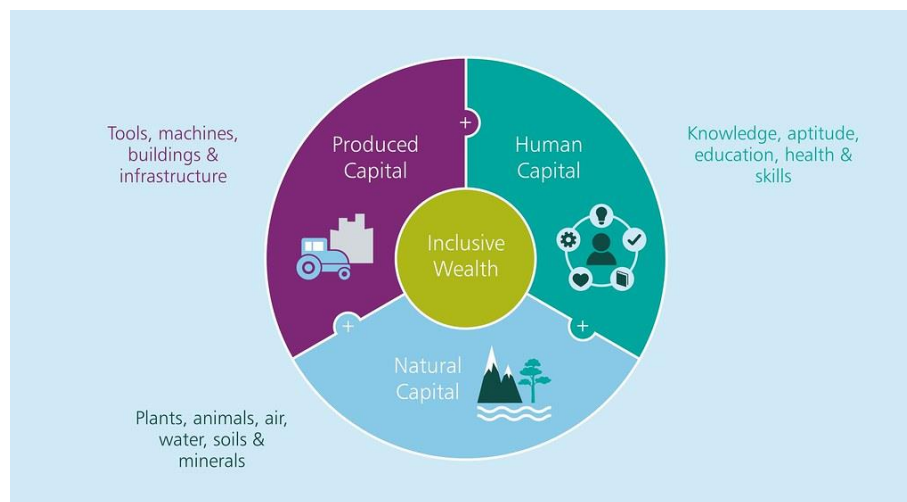 Tools, machines,
buildings &
infrastructure
Produced
Capital
+
Human
Capital
Knowledge, aptitude,
education, health &
skills
Inclusive
Wealth
+
+
Natural
Capital
Plants, animals, air,
water, soils &
minerals